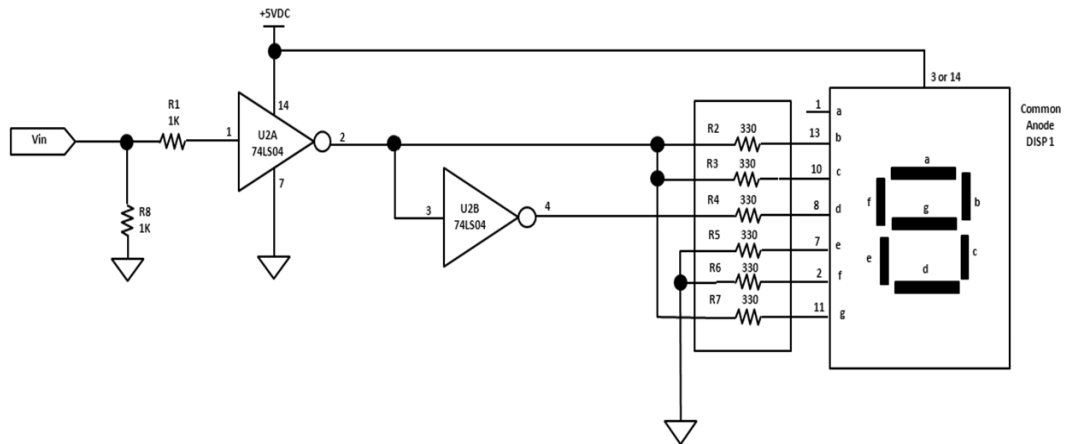 +5VDC
3 or 14
R1
1K
14
1
U2A
74LS04
2
7
Vin
R8
1K
3
U2B
74LS04
4
R2 330 13 b
R3 330 10 c
R4 330 8 d
R5 330 7 e
R6 330 2 f
R7 330 11 g
1 a
Common
Anode
DISP 1
a
f
b
g
e
c
d